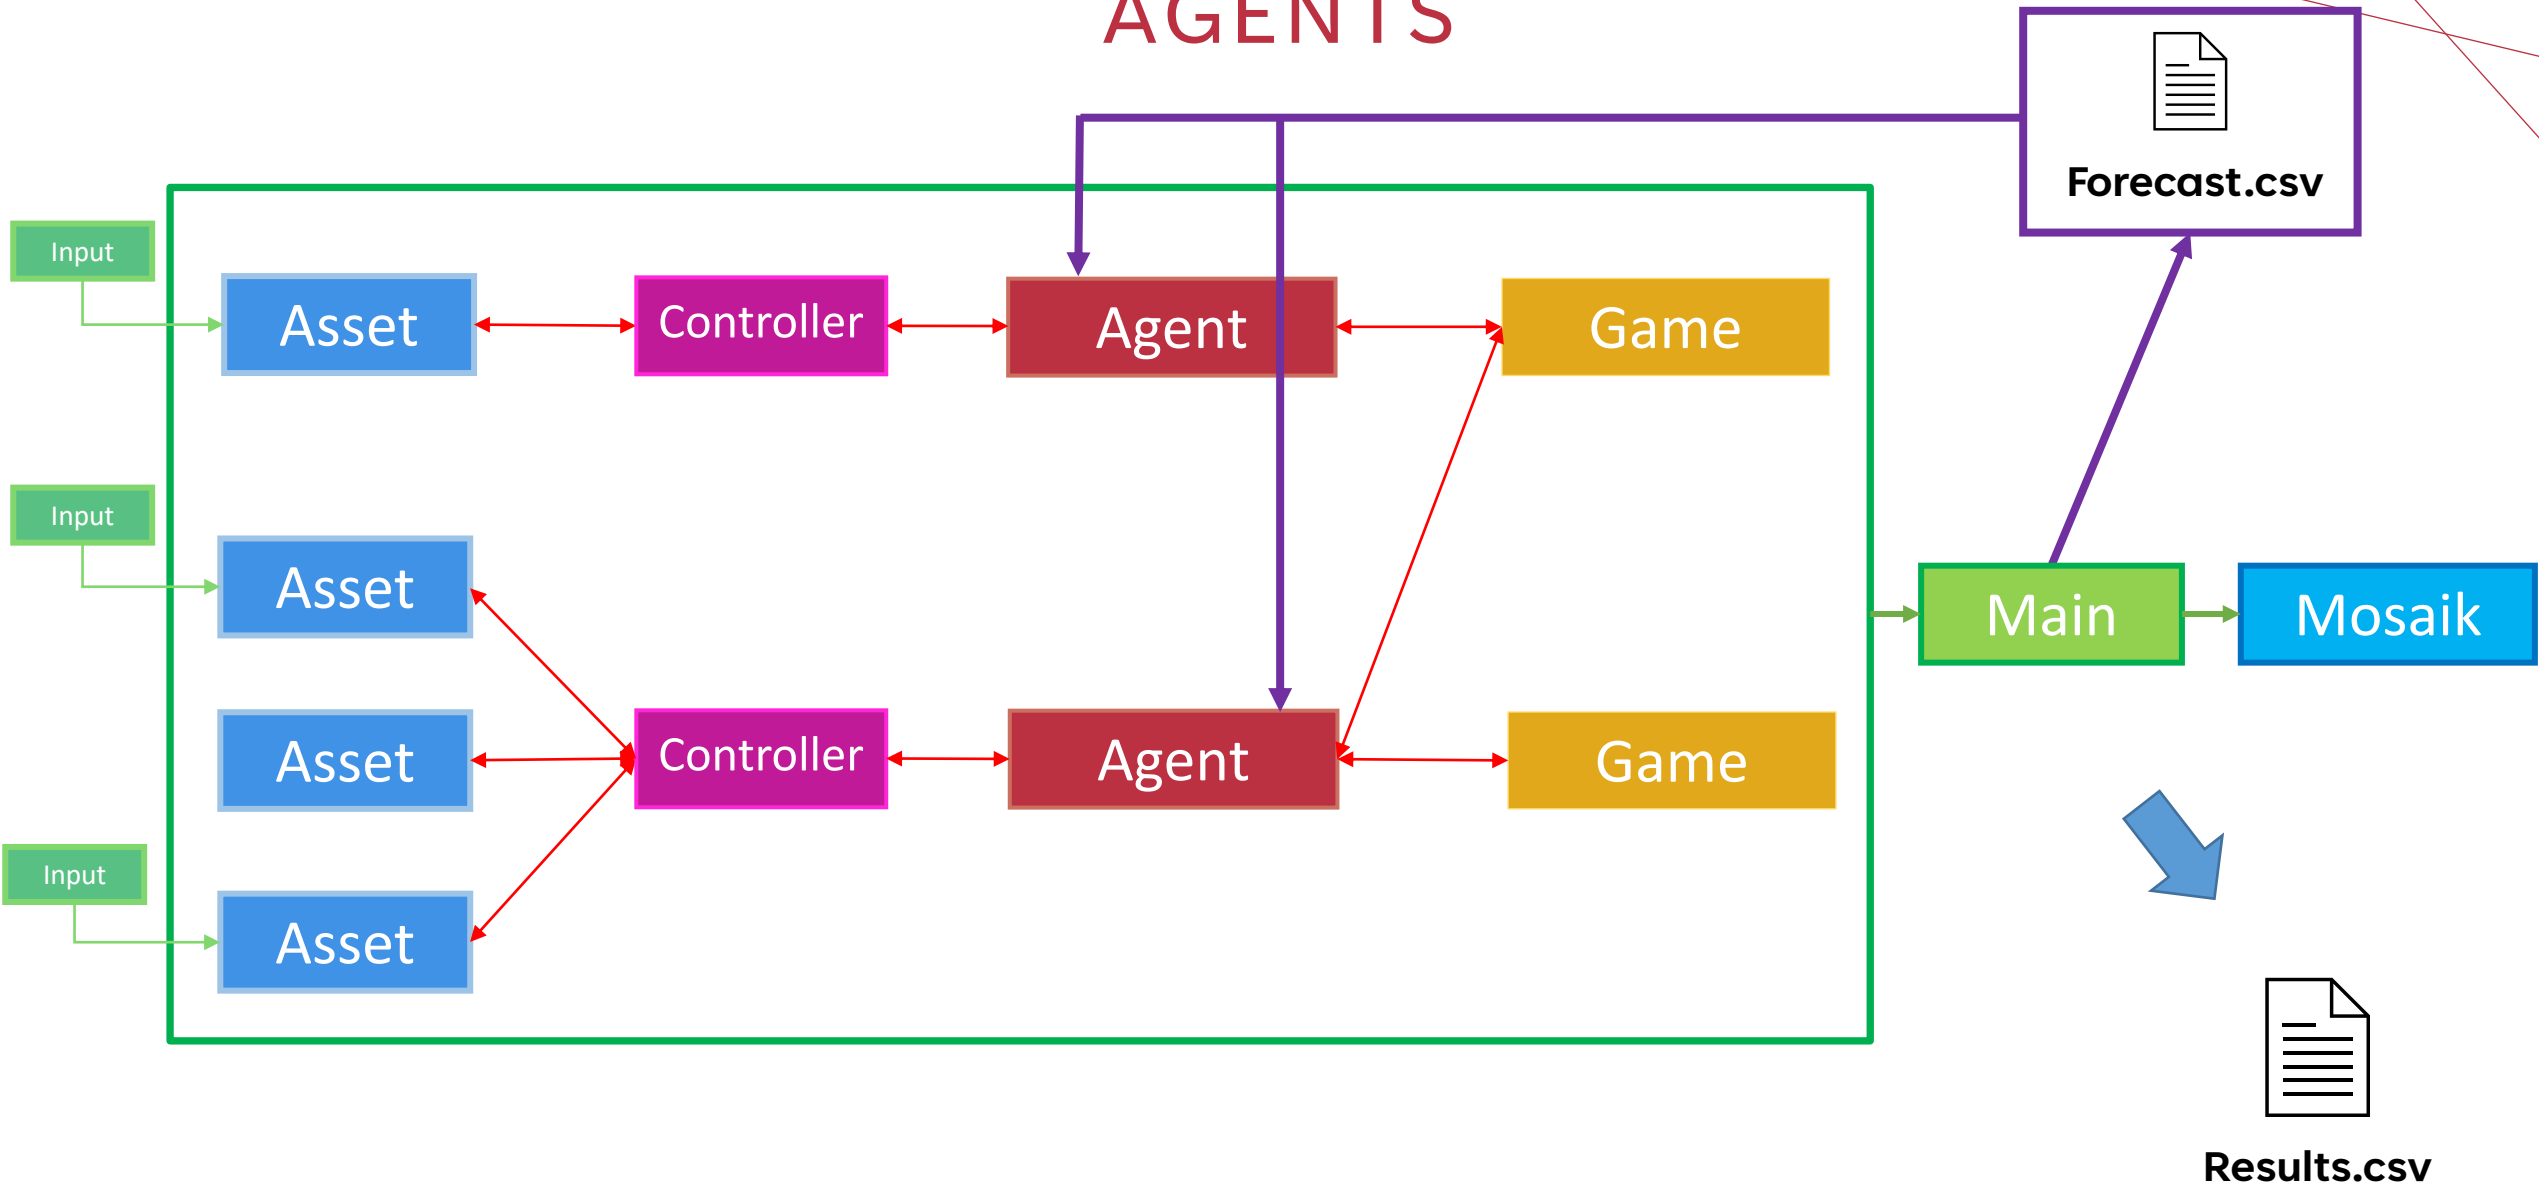 AGENTS
Forecast.csv
Input
Asset
Controller
Agent
Game
Input
Asset
Main
Mosaik
Asset
Controller
Agent
Game
Input
Asset
Results.csv